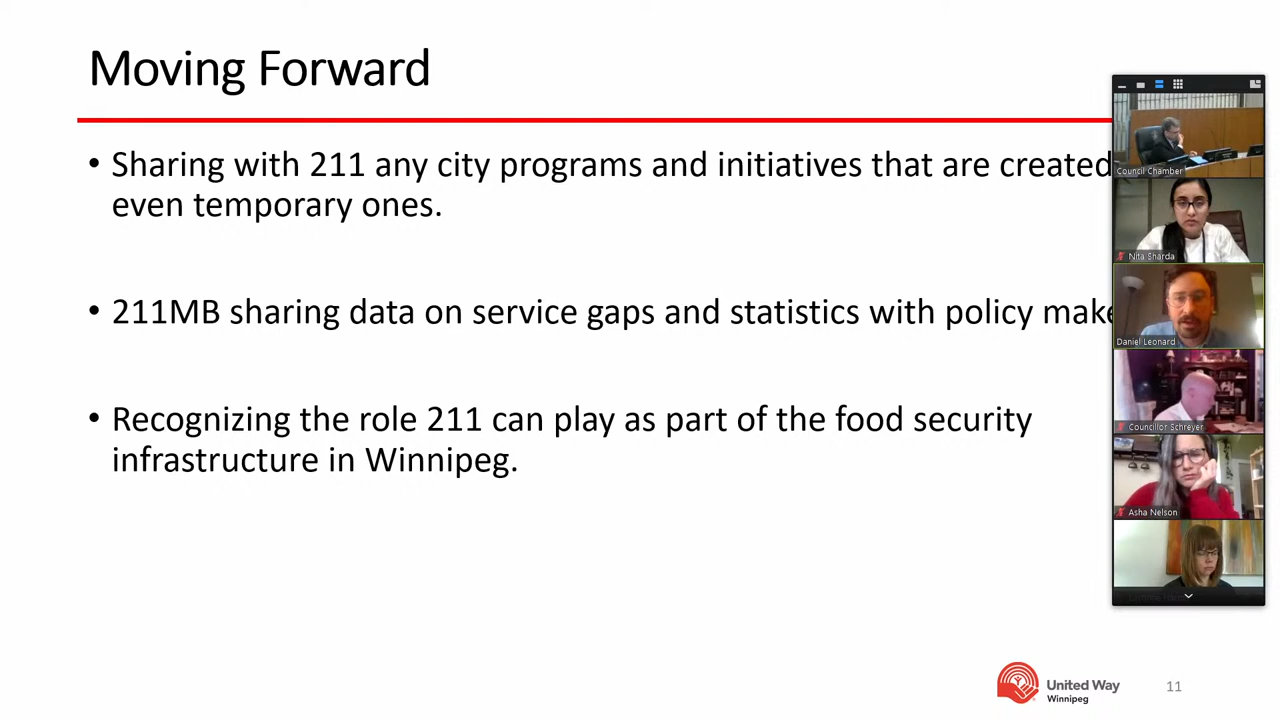 Moving Forward
• Sharing with 211 any city programs and initiatives that are created
even temporary ones.
• 211MB sharing data on service gaps and statistics with policy make
• Recognizing the role 211 can play as part of the food security
infrastructure in Winnipeg.
Council Chamber
Nita Sharda
Daniel Leonard
Councillor Schreyer
Asha Nelson
United Way
Winnipeg
11